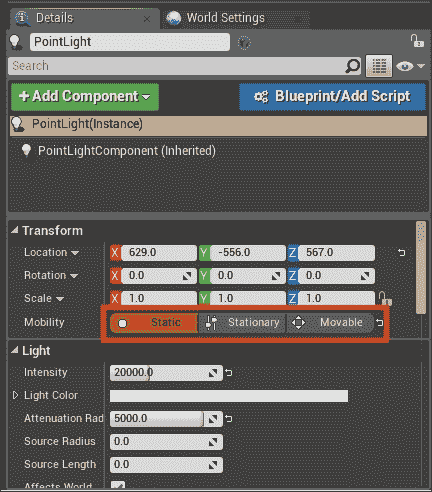 Details World Settings
PointLight
Search
+ Add Component Blueprint/Add Script
PointLight(Instance)
PointLightComponent (Inherited)
Transform
Location X 629.0 Y -556.0 Z 567.0
Rotation X 0.0 Y 0.0 Z 0.0
Scale X 1.0 Y 1.0 Z 1.0
Mobility Static Stationary Movable
Light
Intensity 20000.0
Light Color
Attenuation Rad 5000.0
Source Radius 0.0
Source Length 0.0
Affects World